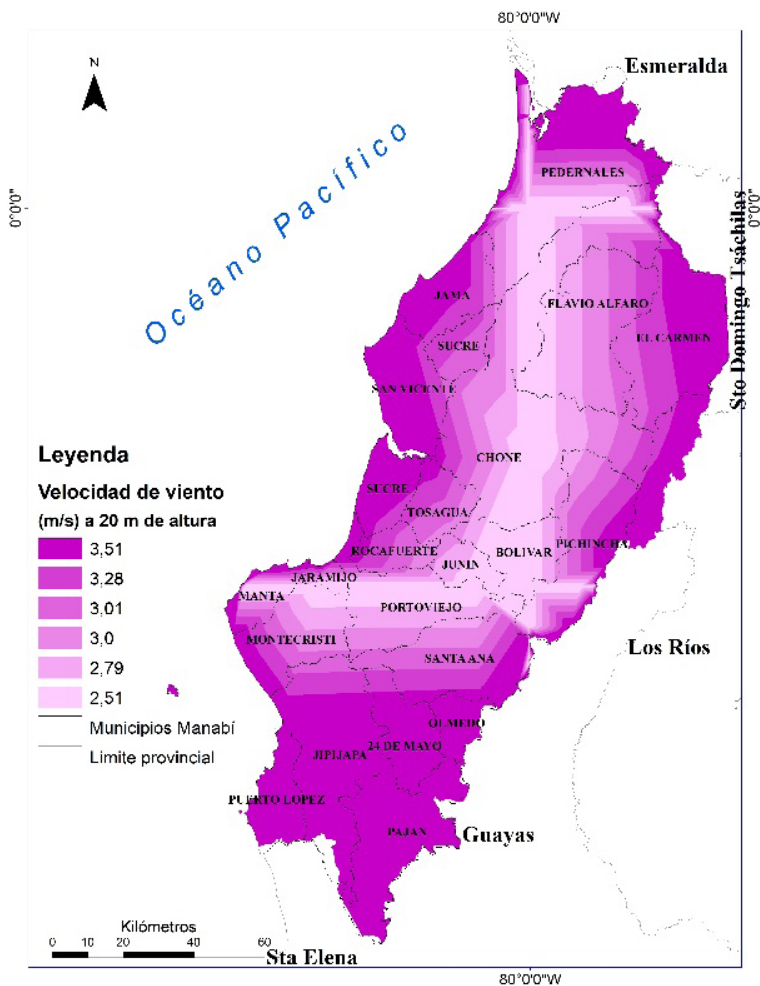 80°0'0"W
N
Esmeralda
Océano Pacífico
PEDERNALES
0°0'0"
0°0'0"
Sto Domingo Tsáchilas
JAMA
FLAVIO ALFARO
SUCRE
EL CARMEN
SAN VICENTE
CHONE
SUCRE
TOSAGUA
ROCAFUERTE
JUNIN
BOLIVAR
PICHINCHA
JARAMIJO
MANTA
PORTOVIEJO
MONTECRISTI
SANTA ANA
Los Ríos
OLMEDO
24 DE MAYO
JIPIJAPA
PUERTO LOPEZ
PAJAN
Guayas
Leyenda
Velocidad de viento
(m/s) a 20 m de altura
3,51
3,28
3,01
3,0
2,79
2,51
Municipios Manabí
Limite provincial
Kilómetros
0 10 20 40 60
Sta Elena
80°0'0"W